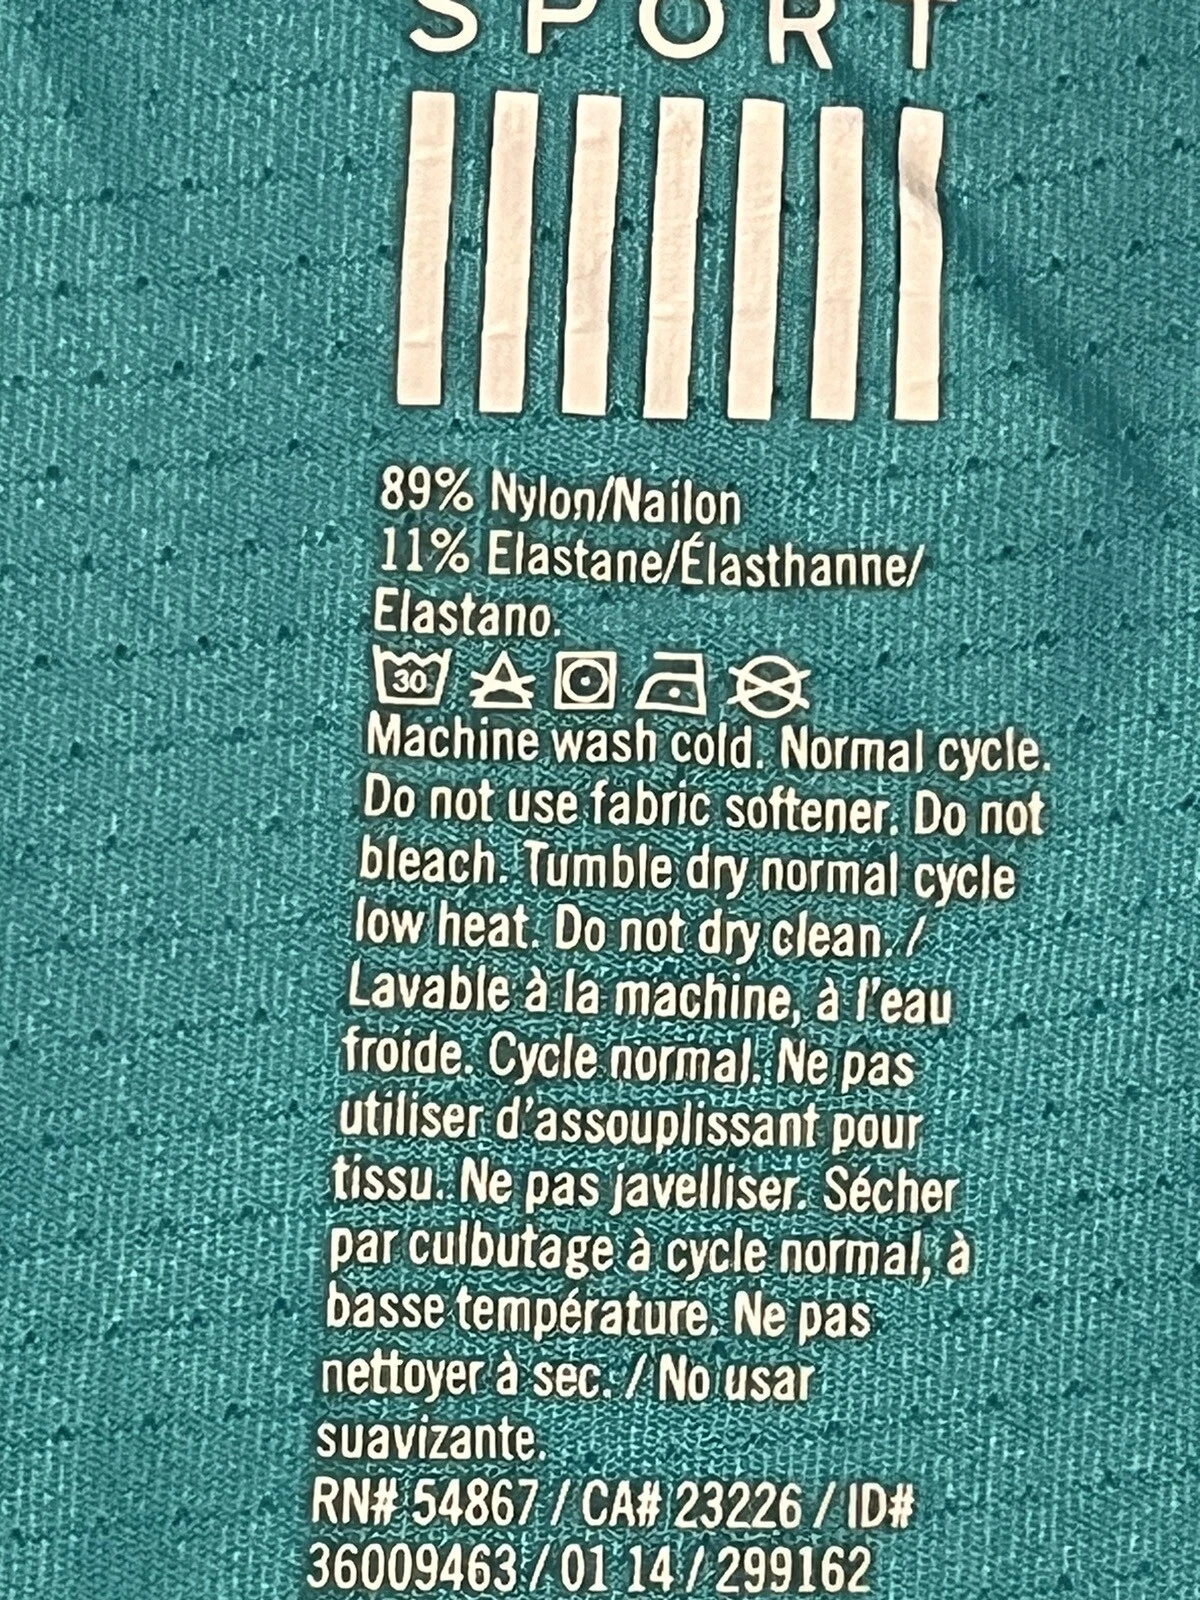 SPORT
89% Nylon/Nailon
11% Elastane/Élasthanne/
Elastano.
30
Machine wash cold. Normal cycle.
Do not use fabric softener. Do not
bleach. Tumble dry normal cycle
low heat. Do not dry clean. /
Lavable à la machine, à l'eau
froide. Cycle normal. Ne pas
utiliser d'assouplissant pour
tissu. Ne pas javelliser. Sécher
par culbutage à cycle normal, à
basse température. Ne pas
nettoyer à sec. / No usar
suavizante.
RN# 54867 / CA# 23226 / ID#
36009463 / 01 14 / 299162